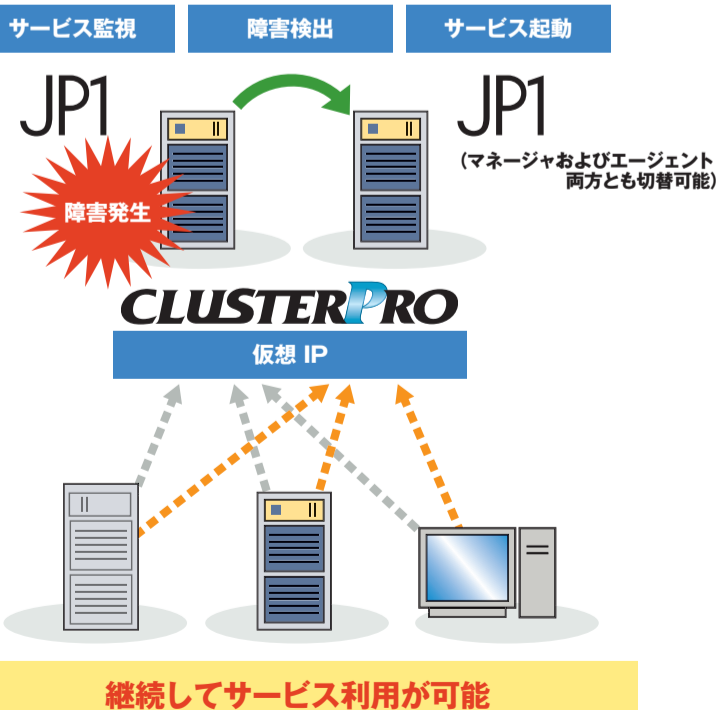 サービス監視
障害検出
サービス起動
JP1
JP1
(マネージャおよびエージェント
両方とも切替可能)
障害発生
CLUSTERPRO
仮想 IP
継続してサービス利用が可能